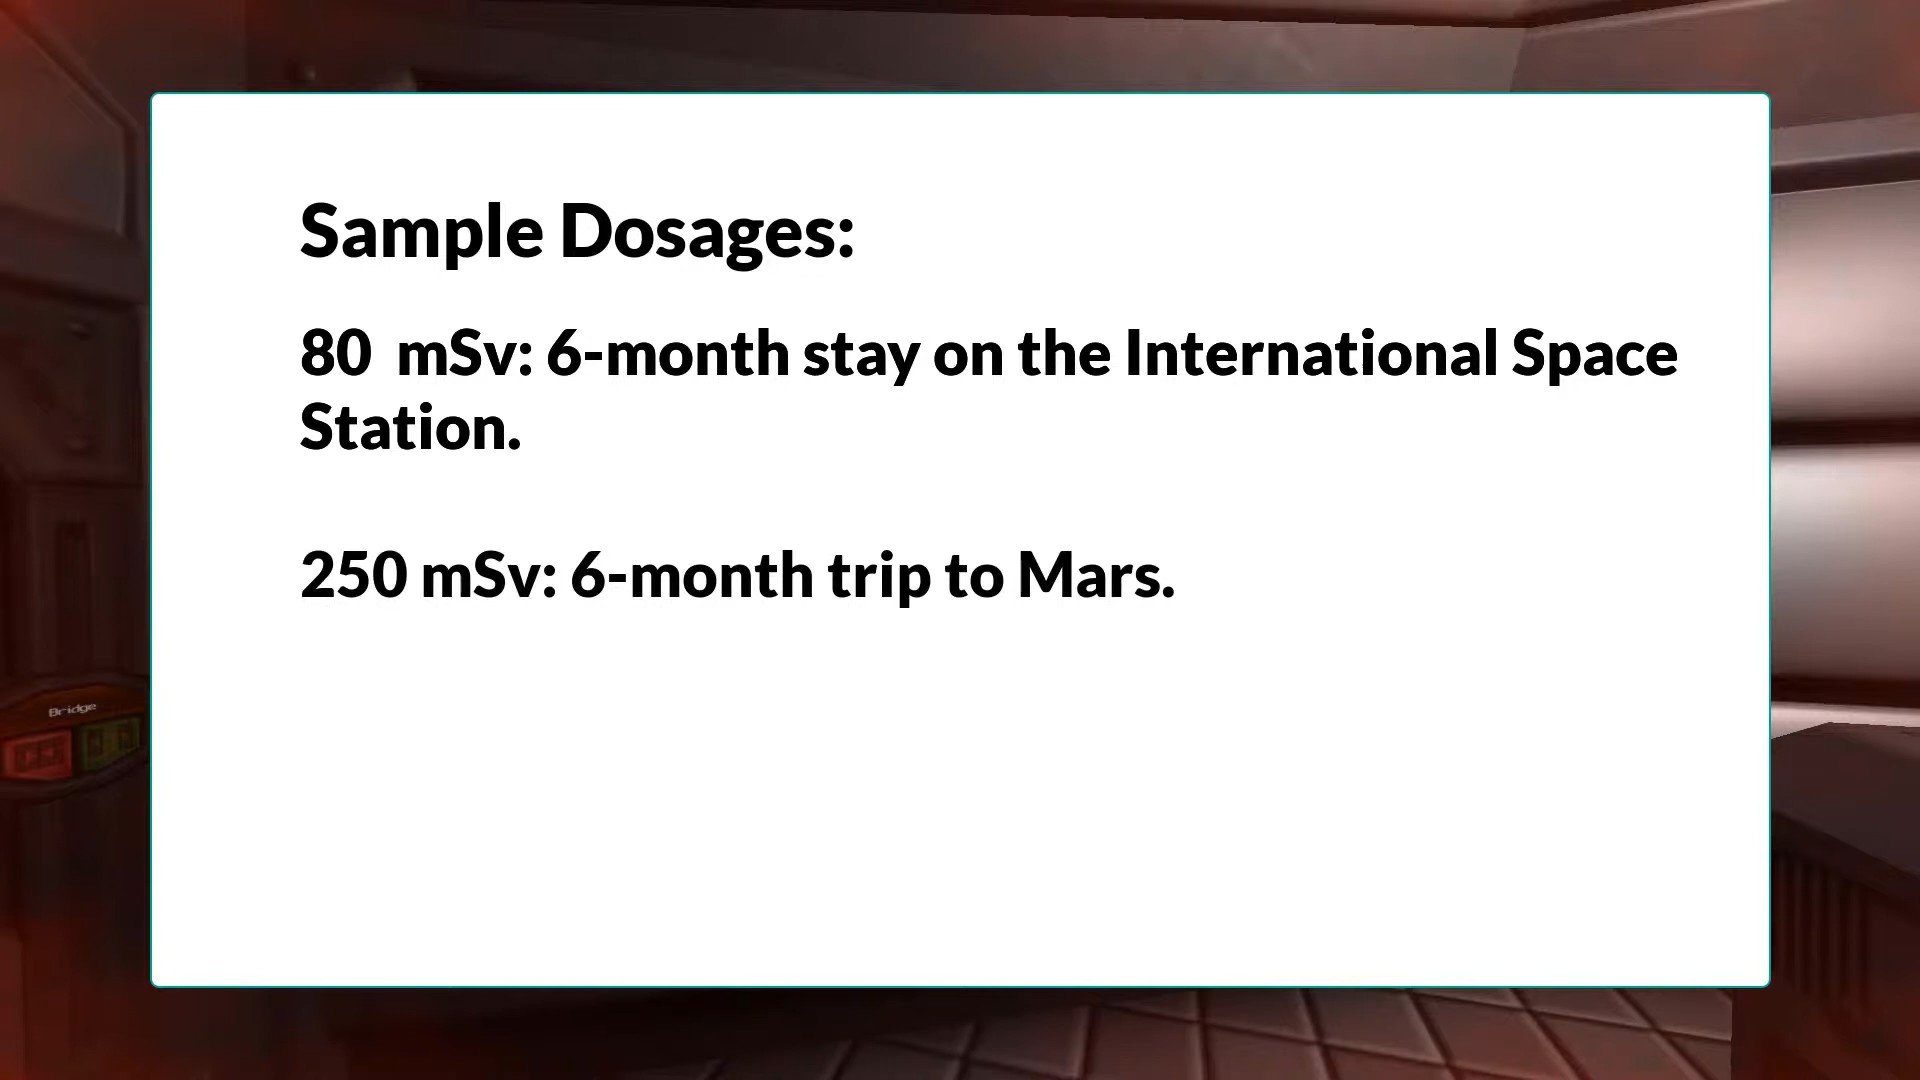 Sample Dosages:
80  mSv: 6-month stay on the International Space
Station.
250 mSv: 6-month trip to Mars.
Bridge